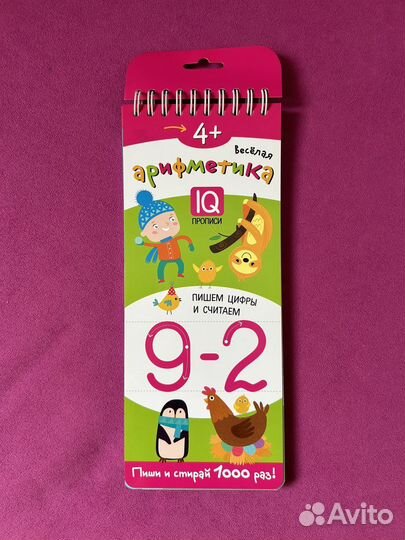 4+
весёлая
арифметика
IQ
ПРОПИСИ
ПИШЕМ ЦИФРЫ
И СЧИТАЕМ
9-2
Пиши и стирай 1000 раз!
Avito